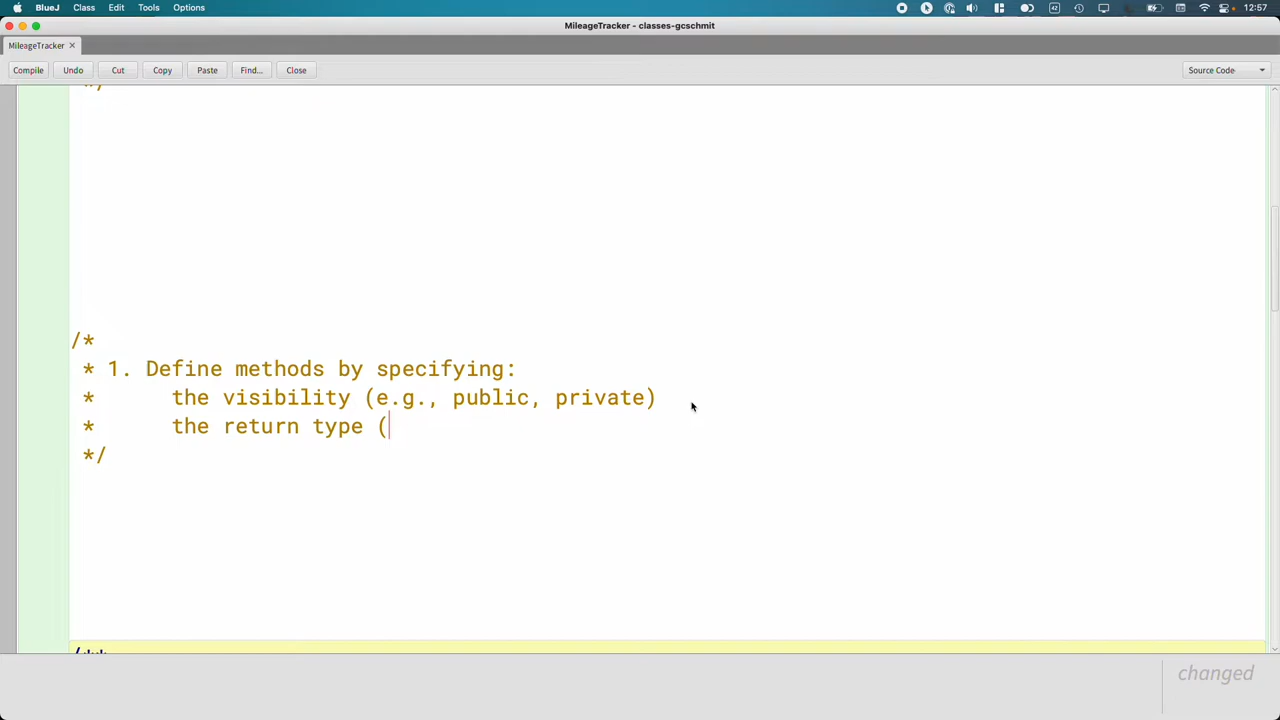 BlueJ Class Edit Tools Options 42 12:57
MileageTracker - classes-gcschmit
MileageTracker ×
Compile Undo Cut Copy Paste Find... Close Source Code
*/
/*
* 1. Define methods by specifying:
* the visibility (e.g., public, private)
* the return type (
*/
/**
changed